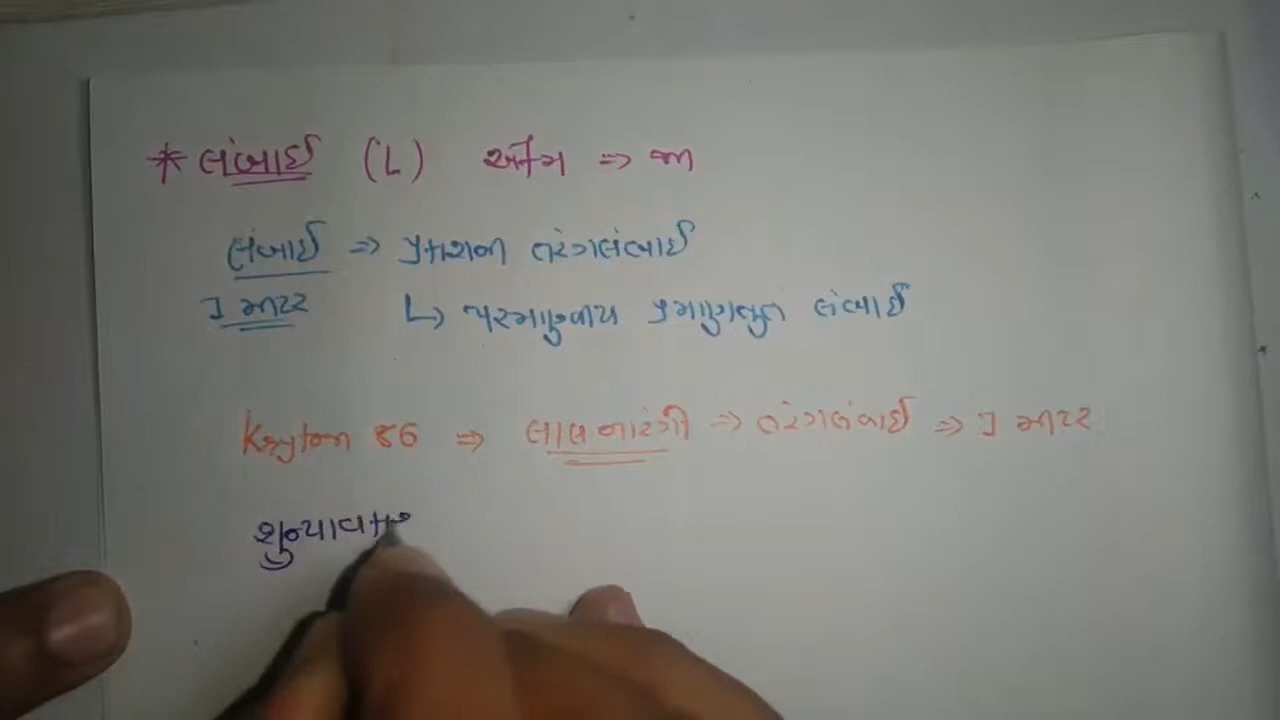 * લંબાઈ (L) એકમ ⇒ m
લંબાઈ ⇒ પ્રકાશની તરંગલંબાઈ
1 મીટર ↳ પરમાણ્વીય પ્રમાણભૂત લંબાઈ
Krypton 86 ⇒ લાલ નારંગી ⇒ તરંગલંબાઈ ⇒ 1 મીટર
શુન્યાવકા